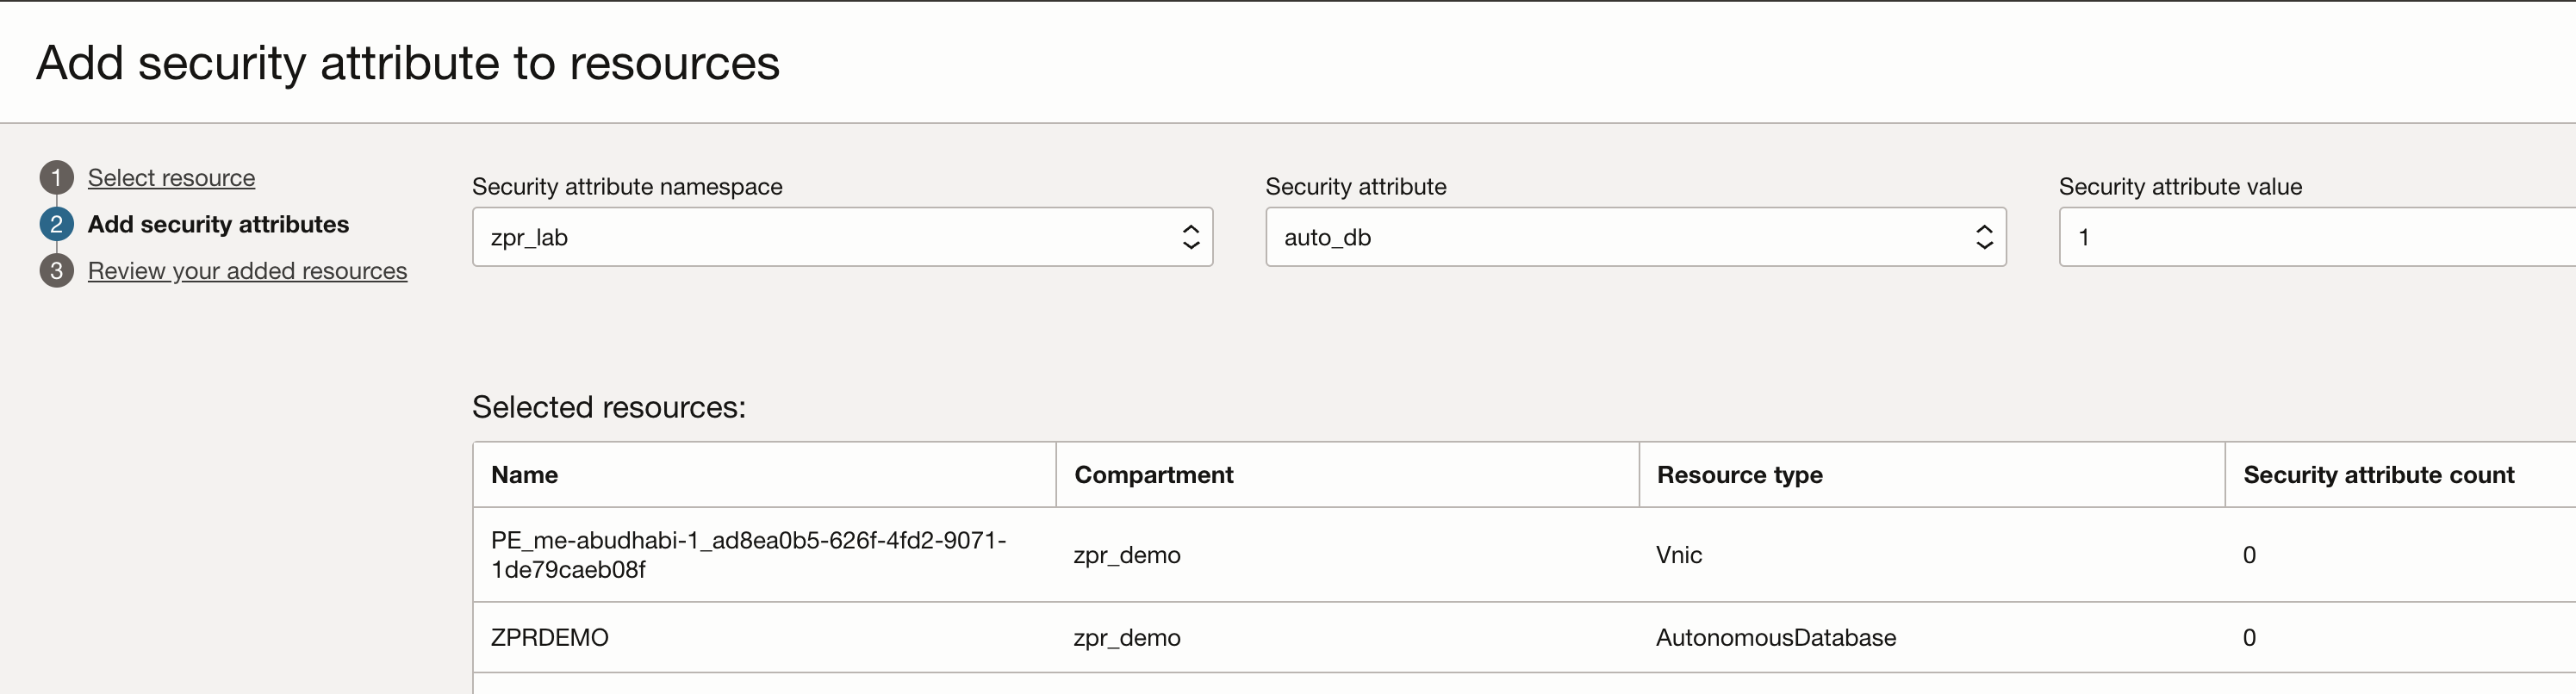 Add security attribute to resources
1 Select resource
2 Add security attributes
3 Review your added resources
Security attribute namespace
zpr_lab
Security attribute
auto_db
Security attribute value
1
Selected resources:
Name Compartment Resource type Security attribute count
PE_me-abudhabi-1_ad8ea0b5-626f-4fd2-9071-
1de79caeb08f zpr_demo Vnic 0
ZPRDEMO zpr_demo AutonomousDatabase 0